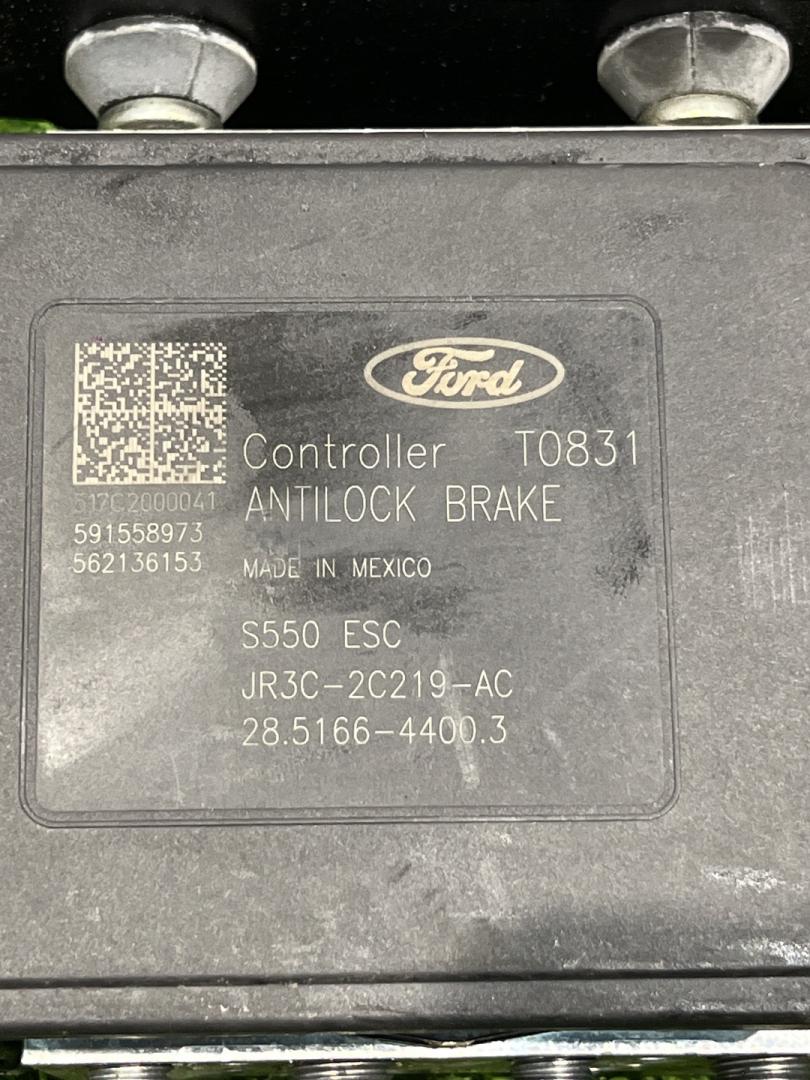 Ford
Controller T0831
ANTILOCK BRAKE
517C2000041
591558973
562136153
MADE IN MEXICO
S550 ESC
JR3C-2C219-AC
28.5166-4400.3